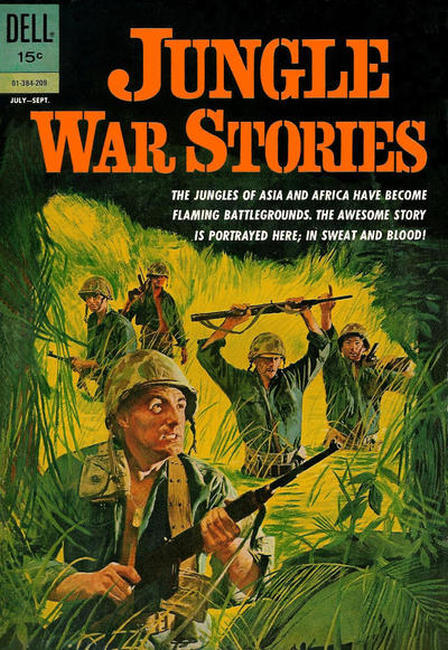 DELL
15¢
01-384-209
JULY—SEPT.
JUNGLE
WAR STORIES
THE JUNGLES OF ASIA AND AFRICA HAVE BECOME
FLAMING BATTLEGROUNDS. THE AWESOME STORY
IS PORTRAYED HERE; IN SWEAT AND BLOOD!